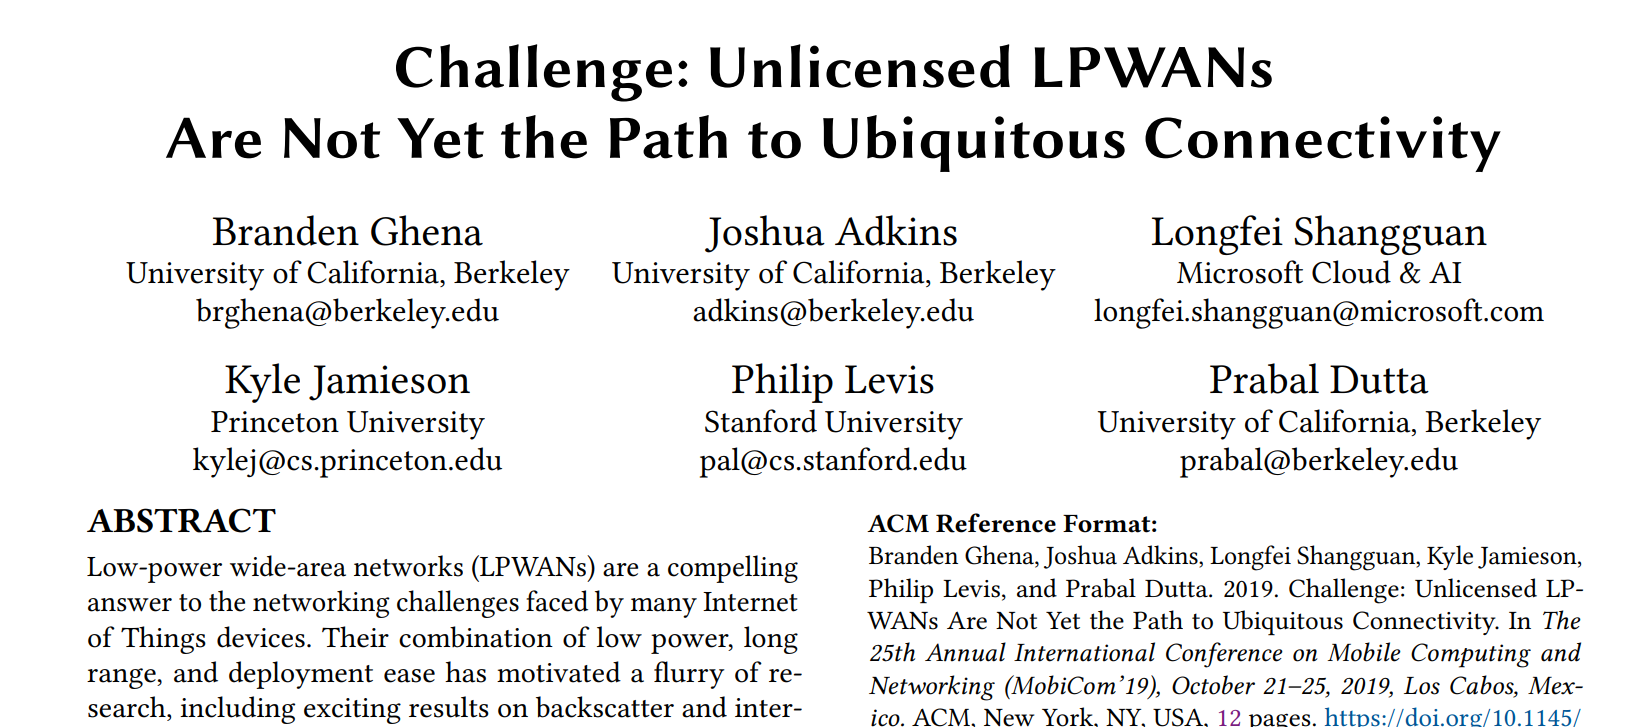 Challenge: Unlicensed LPWANs
Are Not Yet the Path to Ubiquitous Connectivity
Branden Ghena
University of California, Berkeley
brghena@berkeley.edu
Joshua Adkins
University of California, Berkeley
adkins@berkeley.edu
Longfei Shangguan
Microsoft Cloud & AI
longfei.shangguan@microsoft.com
Kyle Jamieson
Princeton University
kylej@cs.princeton.edu
Philip Levis
Stanford University
pal@cs.stanford.edu
Prabal Dutta
University of California, Berkeley
prabal@berkeley.edu
ABSTRACT
Low-power wide-area networks (LPWANs) are a compelling
answer to the networking challenges faced by many Internet
of Things devices. Their combination of low power, long
range, and deployment ease has motivated a flurry of re-
search, including exciting results on backscatter and inter-
ACM Reference Format:
Branden Ghena, Joshua Adkins, Longfei Shangguan, Kyle Jamieson,
Philip Levis, and Prabal Dutta. 2019. Challenge: Unlicensed LP-
WANs Are Not Yet the Path to Ubiquitous Connectivity. In The
25th Annual International Conference on Mobile Computing and
Networking (MobiCom'19), October 21–25, 2019, Los Cabos, Mex-
ico. ACM, New York, NY, USA, 12 pages. https://doi.org/10.1145/